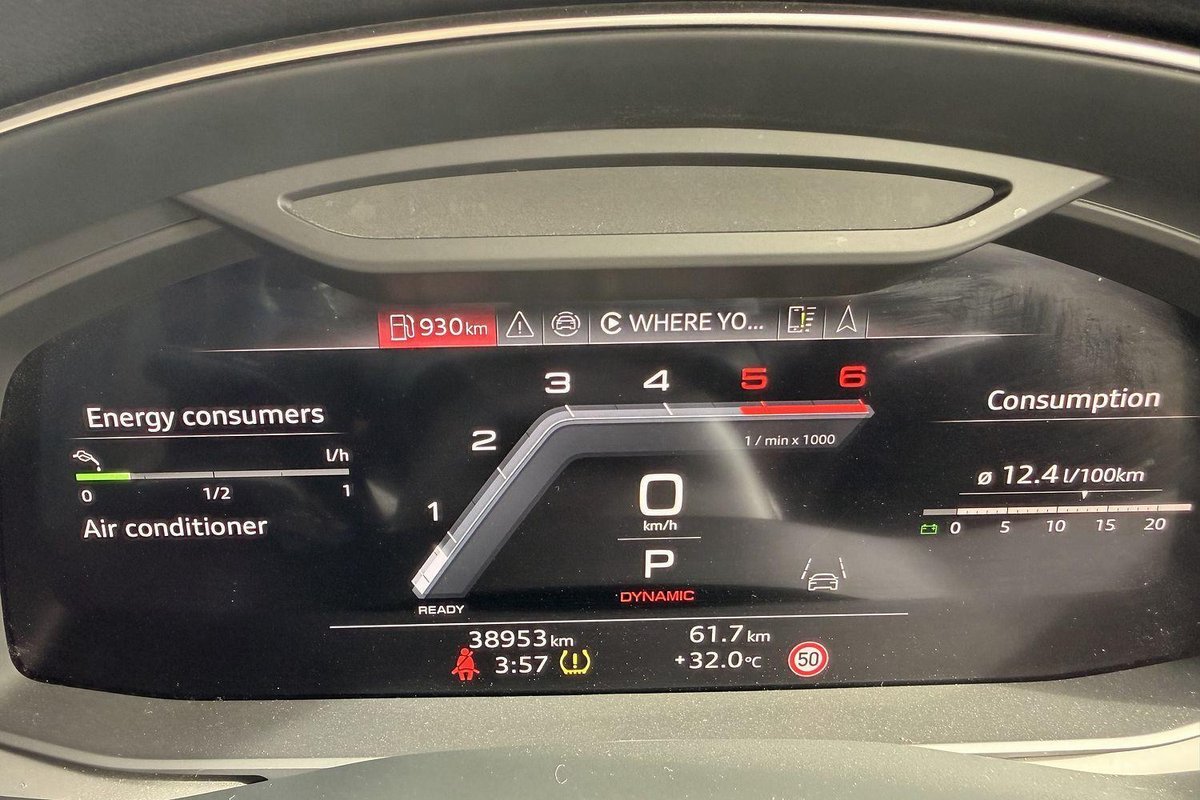 930 km WHERE YO...
3 4 5 6
2
1 / min x 1000
1
0
km/h
P
DYNAMIC
READY
Energy consumers
l/h
0 1/2 1
Air conditioner
Consumption
ø 12.4 l/100km
0 5 10 15 20
38953 km 61.7 km
3:57 +32.0 °C 50